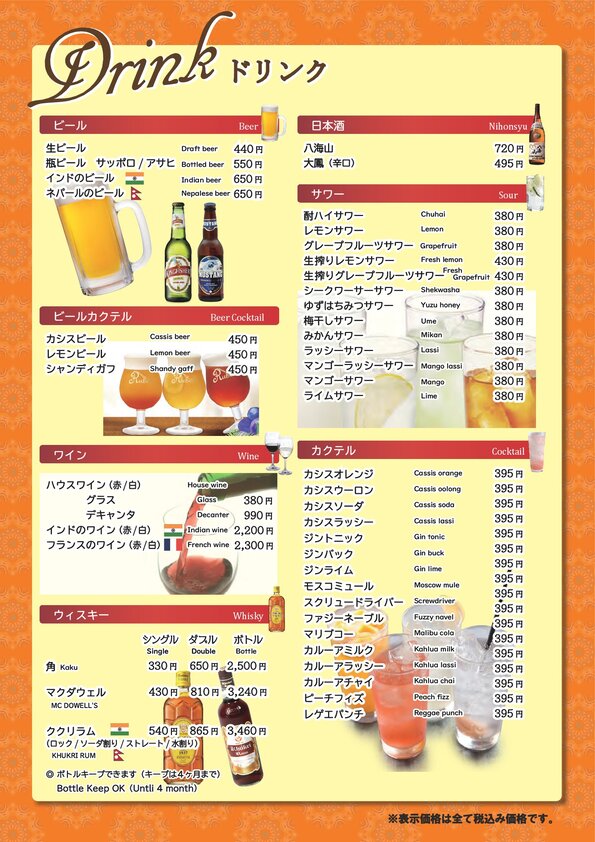 Drink ドリンク
ビール Beer
生ビール Draft beer 440円
瓶ビール サッポロ / アサヒ Bottled beer 550円
インドのビール Indian beer 650円
ネパールのビール Nepalese beer 650円
ビールカクテル Beer Cocktail
カシスビール Cassis beer 450円
レモンビール Lemon beer 450円
シャンディガフ Shandy gaff 450円
ワイン Wine
ハウスワイン (赤/白) House wine
グラス Glass 380円
デキャンタ Decanter 990円
インドのワイン (赤/白) Indian wine 2,200円
フランスのワイン (赤/白) French wine 2,300円
ウィスキー Whisky
シングル ダブル ボトル
Single Double Bottle
角 Kaku 330円 650円 2,500円
マクダウェル 430円 810円 3,240円
MC DOWELL'S
ククリラム 540円 865円 3,460円
(ロック / ソーダ割り / ストレート / 水割り)
KHUKRI RUM
◎ ボトルキープできます (キープは4ヶ月まで)
Bottle Keep OK (Untli 4 month)
日本酒 Nihonsyu
八海山 720円
大鳳 (辛口) 495円
サワー Sour
酎ハイサワー Chuhai 380円
レモンサワー Lemon 380円
グレープフルーツサワー Grapefruit 380円
生搾りレモンサワー Fresh lemon 430円
生搾りグレープフルーツサワー Fresh Grapefruit 430円
シークワーサーサワー Shekwasha 380円
ゆずはちみつサワー Yuzu honey 380円
梅干しサワー Ume 380円
みかんサワー Mikan 380円
ラッシーサワー Lassi 380円
マンゴーラッシーサワー Mango lassi 380円
マンゴーサワー Mango 380円
ライムサワー Lime 380円
カクテル Cocktail
カシスオレンジ Cassis orange 395円
カシスウーロン Cassis oolong 395円
カシスソーダ Cassis soda 395円
カシスラッシー Cassis lassi 395円
ジントニック Gin tonic 395円
ジンバック Gin buck 395円
ジンライム Gin lime 395円
モスコミュール Moscow mule 395円
スクリュードライバー Screwdriver 395円
ファジーネーブル Fuzzy navel 395円
マリブコー Malibu cola 395円
カルーアミルク Kahlua milk 395円
カルーアラッシー Kahlua lassi 395円
カルーアチャイ Kahlua chai 395円
ピーチフィズ Peach fizz 395円
レゲエパンチ Reggae punch 395円
※表示価格は全て税込み価格です。